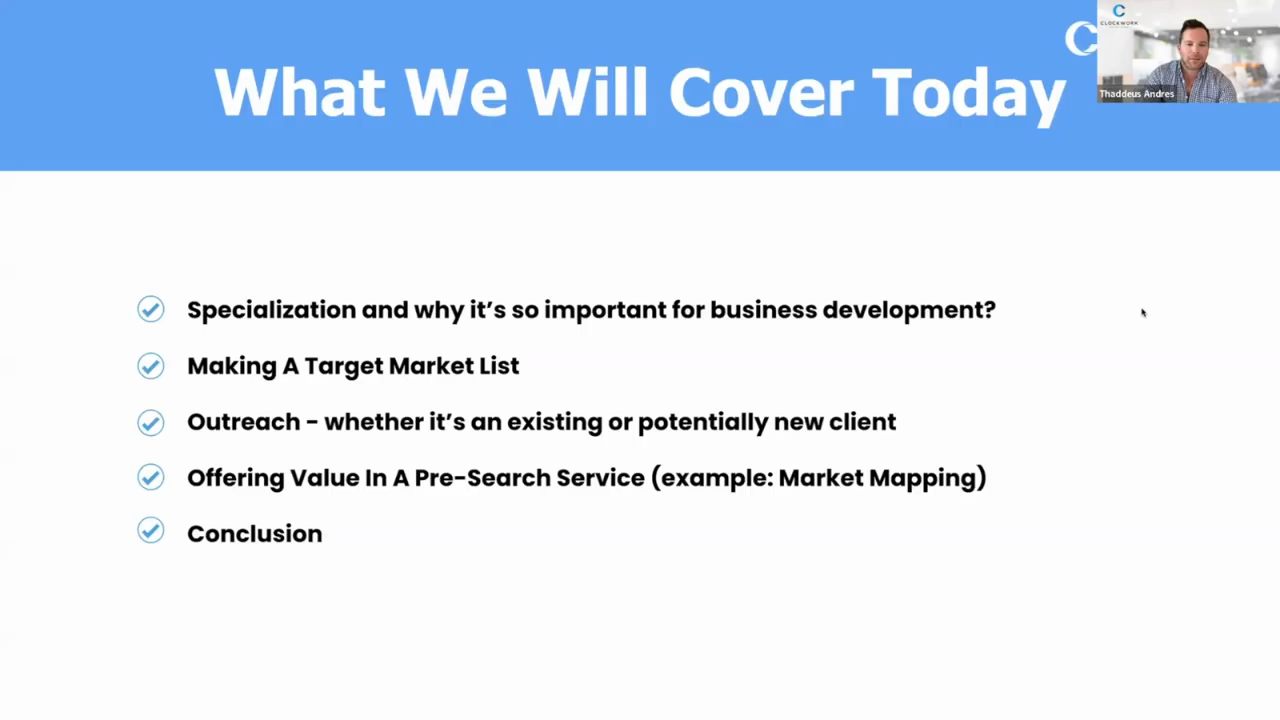 What We Will Cover Today
CLOCKWORK
Thaddeus Andres
Specialization and why it's so important for business development?
Making A Target Market List
Outreach - whether it's an existing or potentially new client
Offering Value In A Pre-Search Service (example: Market Mapping)
Conclusion